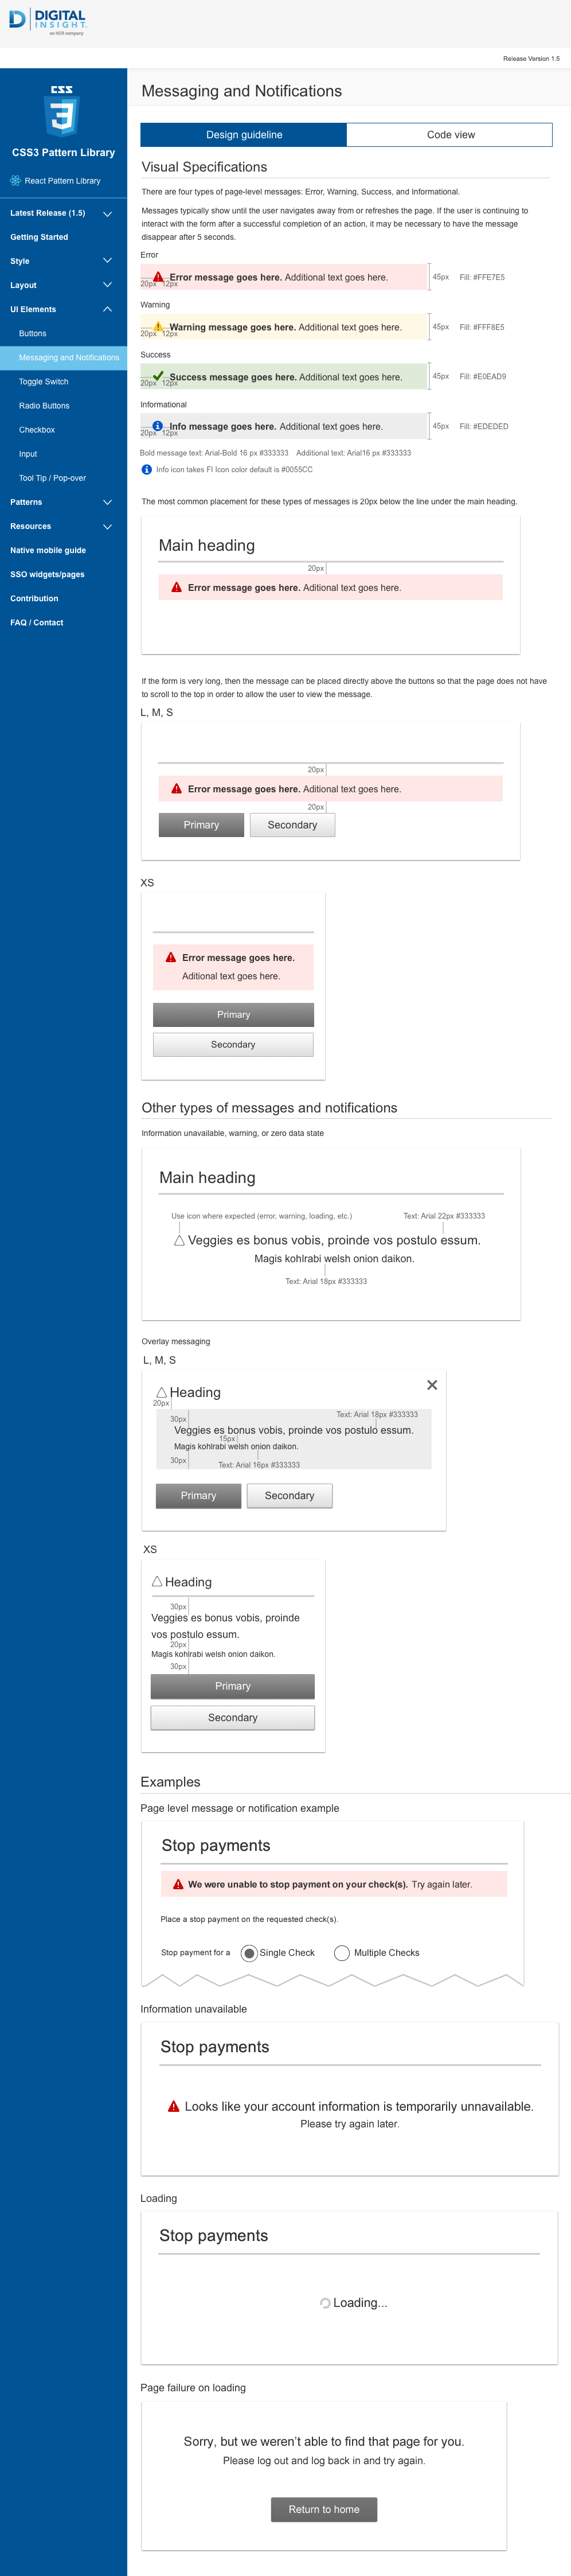 DIGITAL
INSIGHT
an NCR company
Release Version 1.5
CSS
3
CSS3 Pattern Library
React Pattern Library
Latest Release (1.5)
Getting Started
Style
Layout
UI Elements
Buttons
Messaging and Notifications
Toggle Switch
Radio Buttons
Checkbox
Input
Tool Tip / Pop-over
Patterns
Resources
Native mobile guide
SSO widgets/pages
Contribution
FAQ / Contact
Messaging and Notifications
Design guideline
Code view
Visual Specifications
There are four types of page-level messages: Error, Warning, Success, and Informational.
Messages typically show until the user navigates away from or refreshes the page. If the user is continuing to
interact with the form after a successful completion of an action, it may be necessary to have the message
disappear after 5 seconds.
Error
Error message goes here. Additional text goes here.
20px 12px
45px Fill: #FFE7E5
Warning
Warning message goes here. Additional text goes here.
20px 12px
45px Fill: #FFF8E5
Success
Success message goes here. Additional text goes here.
20px 12px
45px Fill: #E0EAD9
Informational
Info message goes here. Additional text goes here.
20px 12px
45px Fill: #EDEDED
Bold message text: Arial-Bold 16 px #333333 Additional text: Arial16 px #333333
Info icon takes FI Icon color default is #0055CC
The most common placement for these types of messages is 20px below the line under the main heading.
Main heading
20px
Error message goes here. Aditional text goes here.
If the form is very long, then the message can be placed directly above the buttons so that the page does not have
to scroll to the top in order to allow the user to view the message.
L, M, S
20px
Error message goes here. Aditional text goes here.
20px
Primary
Secondary
XS
Error message goes here.
Aditional text goes here.
Primary
Secondary
Other types of messages and notifications
Information unavailable, warning, or zero data state
Main heading
Use icon where expected (error, warning, loading, etc.)
Text: Arial 22px #333333
Veggies es bonus vobis, proinde vos postulo essum.
Magis kohlrabi welsh onion daikon.
Text: Arial 18px #333333
Overlay messaging
L, M, S
Heading
20px
30px
Text: Arial 18px #333333
Veggies es bonus vobis, proinde vos postulo essum.
15px
Magis kohlrabi welsh onion daikon.
30px
Text: Arial 16px #333333
Primary
Secondary
XS
Heading
30px
Veggies es bonus vobis, proinde
vos postulo essum.
20px
Magis kohlrabi welsh onion daikon.
30px
Primary
Secondary
Examples
Page level message or notification example
Stop payments
We were unable to stop payment on your check(s). Try again later.
Place a stop payment on the requested check(s).
Stop payment for a
Single Check
Multiple Checks
Information unavailable
Stop payments
Looks like your account information is temporarily unavailable.
Please try again later.
Loading
Stop payments
Loading...
Page failure on loading
Sorry, but we weren't able to find that page for you.
Please log out and log back in and try again.
Return to home